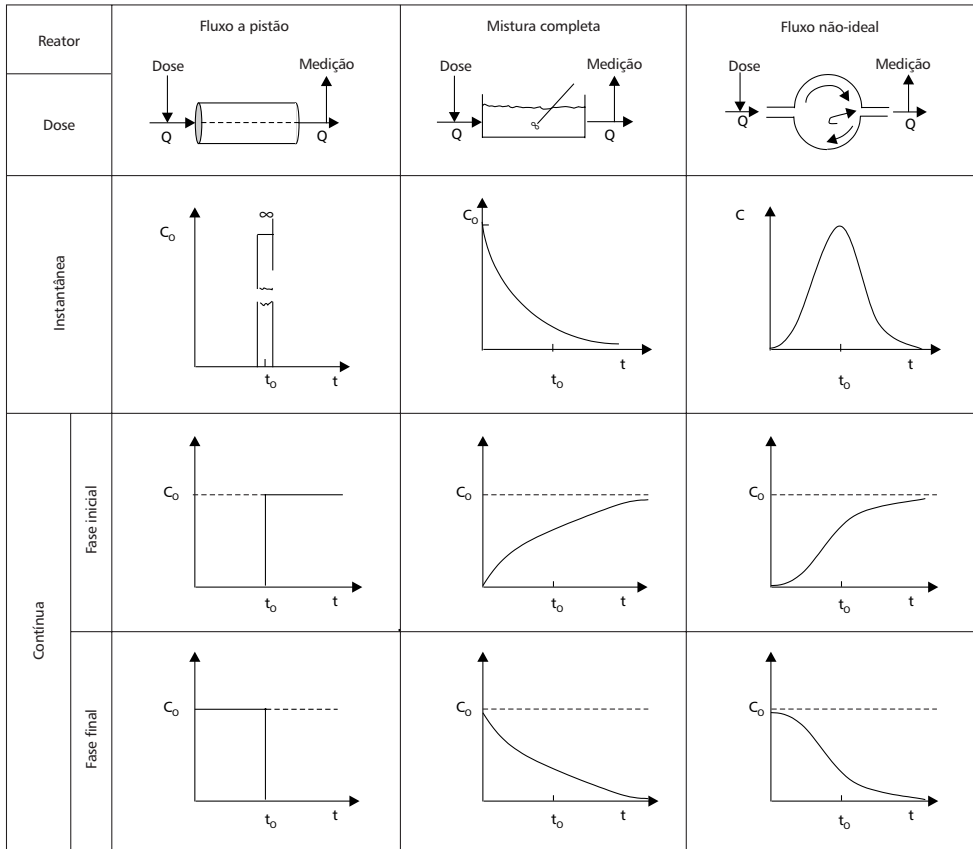 Reator
Fluxo a pistão
Mistura completa
Fluxo não-ideal
Dose
Dose
Medição
Q
Q
Dose
Medição
Q
Q
Dose
Medição
Q
Q
Instantânea
∞
C₀
t₀
t
C₀
t₀
t
C
t₀
t
Contínua
Fase inicial
C₀
t₀
t
C₀
t₀
t
C₀
t₀
t
Fase final
C₀
t₀
t
C₀
t₀
t
C₀
t₀
t